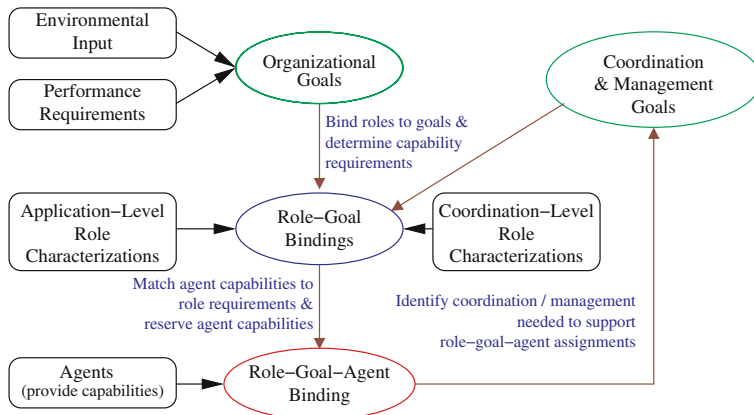 Environmental
Input
Performance
Requirements
Organizational
Goals
Coordination
& Management
Goals
Bind roles to goals &
determine capability
requirements
Application−Level
Role
Characterizations
Role−Goal
Bindings
Coordination−Level
Role
Characterizations
Match agent capabilities to
role requirements &
reserve agent capabilities
Identify coordination / management
needed to support
role−goal−agent assignments
Agents
(provide capabilities)
Role−Goal−Agent
Binding